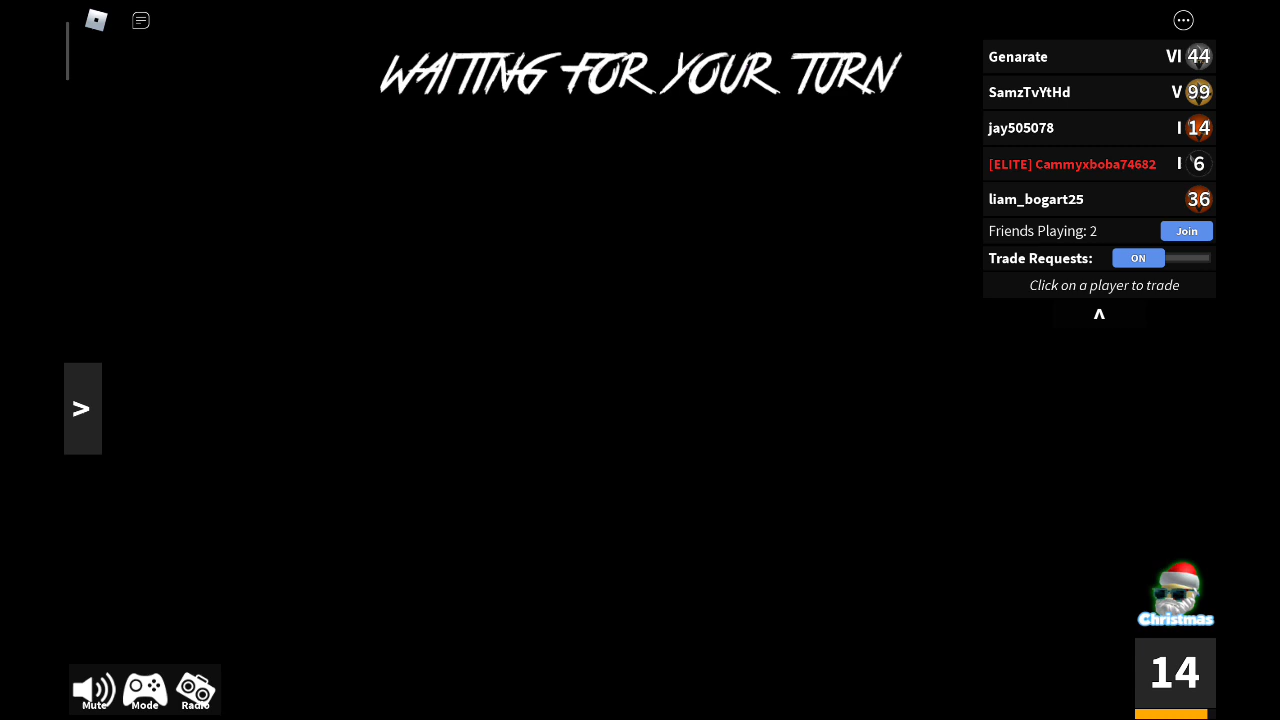 WAITING FOR YOUR TURN
Genarate VI 44
SamzTvYtHd V 99
jay505078 I 14
[ELITE] Cammyxboba74682 I 6
liam_bogart25 36
Friends Playing: 2 Join
Trade Requests: ON
Click on a player to trade
^
>
Christmas
14
Mute Mode Radio